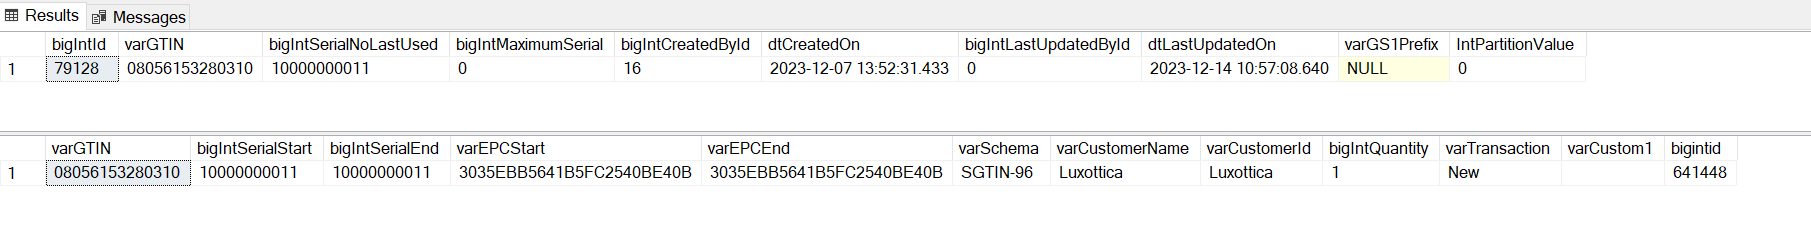 Results Messages
bigIntId varGTIN bigIntSerialNoLastUsed bigIntMaximumSerial bigIntCreatedById dtCreatedOn bigIntLastUpdatedById dtLastUpdatedOn varGS1Prefix IntPartitionValue
1 79128 08056153280310 10000000011 0 16 2023-12-07 13:52:31.433 0 2023-12-14 10:57:08.640 NULL 0
varGTIN bigIntSerialStart bigIntSerialEnd varEPCStart varEPCEnd varSchema varCustomerName varCustomerId bigIntQuantity varTransaction varCustom1 bigintid
1 08056153280310 10000000011 10000000011 3035EBB5641B5FC2540BE40B 3035EBB5641B5FC2540BE40B SGTIN-96 Luxottica Luxottica 1 New 641448